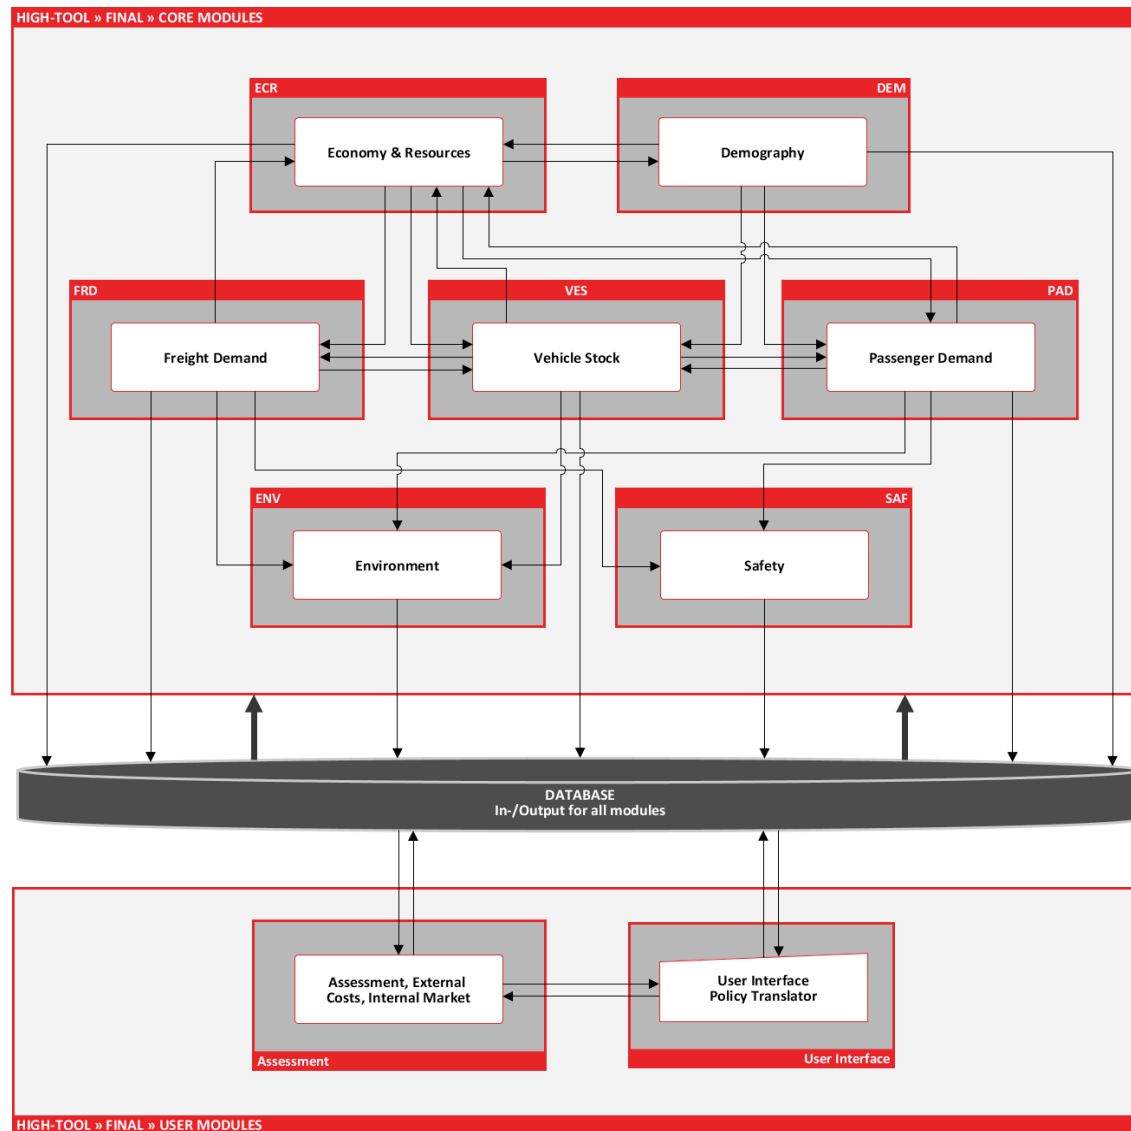 HIGH-TOOL » FINAL » CORE MODULES
ECR
DEM
Economy & Resources
Demography
FRD
VES
PAD
Freight Demand
Vehicle Stock
Passenger Demand
ENV
SAF
Environment
Safety
DATABASE
In-/Output for all modules
Assessment, External
Costs, Internal Market
User Interface
Policy Translator
Assessment
User Interface
HIGH-TOOL » FINAL » USER MODULES